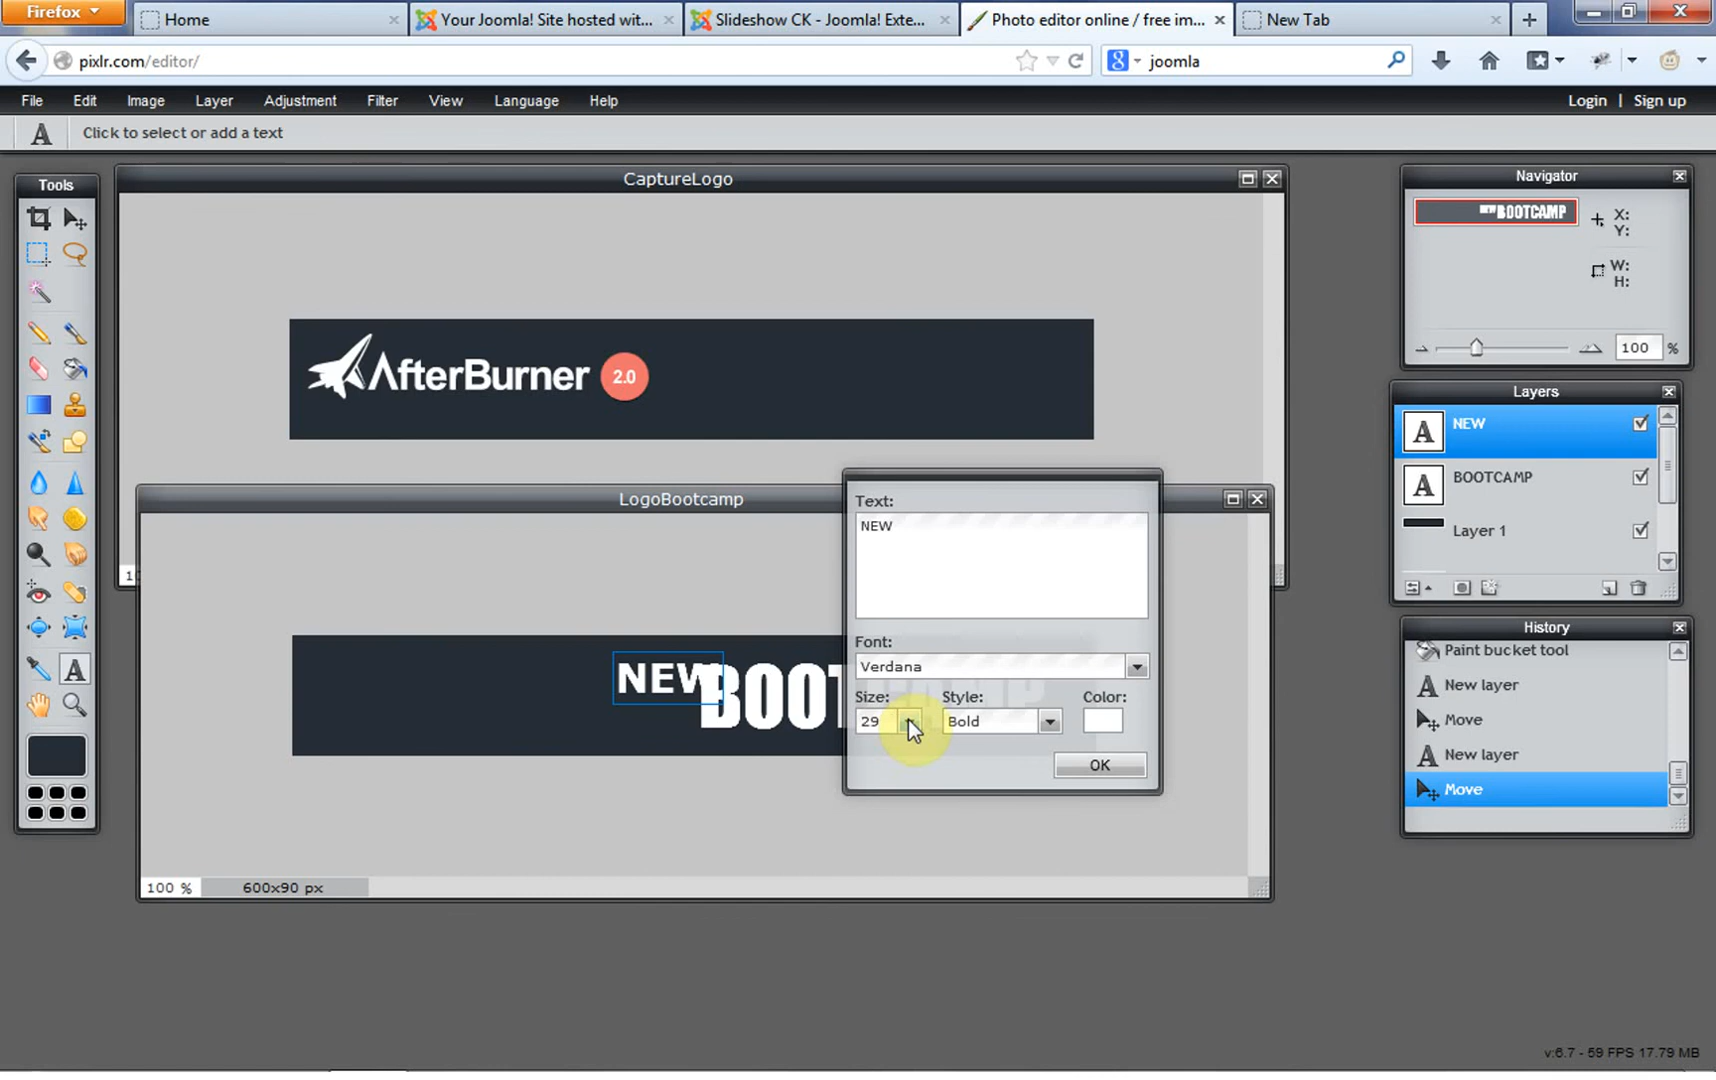 Firefox
Home
Your Joomla! Site hosted wit...
Slideshow CK - Joomla! Exte...
Photo editor online / free im...
New Tab
pixlr.com/editor/
joomla
File
Edit
Image
Layer
Adjustment
Filter
View
Language
Help
Login | Sign up
Click to select or add a text
Tools
CaptureLogo
AfterBurner 2.0
LogoBootcamp
NEW
100 %
600x90 px
Text:
NEW
Font:
Verdana
Size:
Style:
Color:
29
Bold
OK
Navigator
NEW BOOTCAMP
X:
Y:
W:
H:
100 %
Layers
NEW
BOOTCAMP
Layer 1
History
Paint bucket tool
New layer
Move
New layer
Move
v:6.7 - 59 FPS 17.79 MB